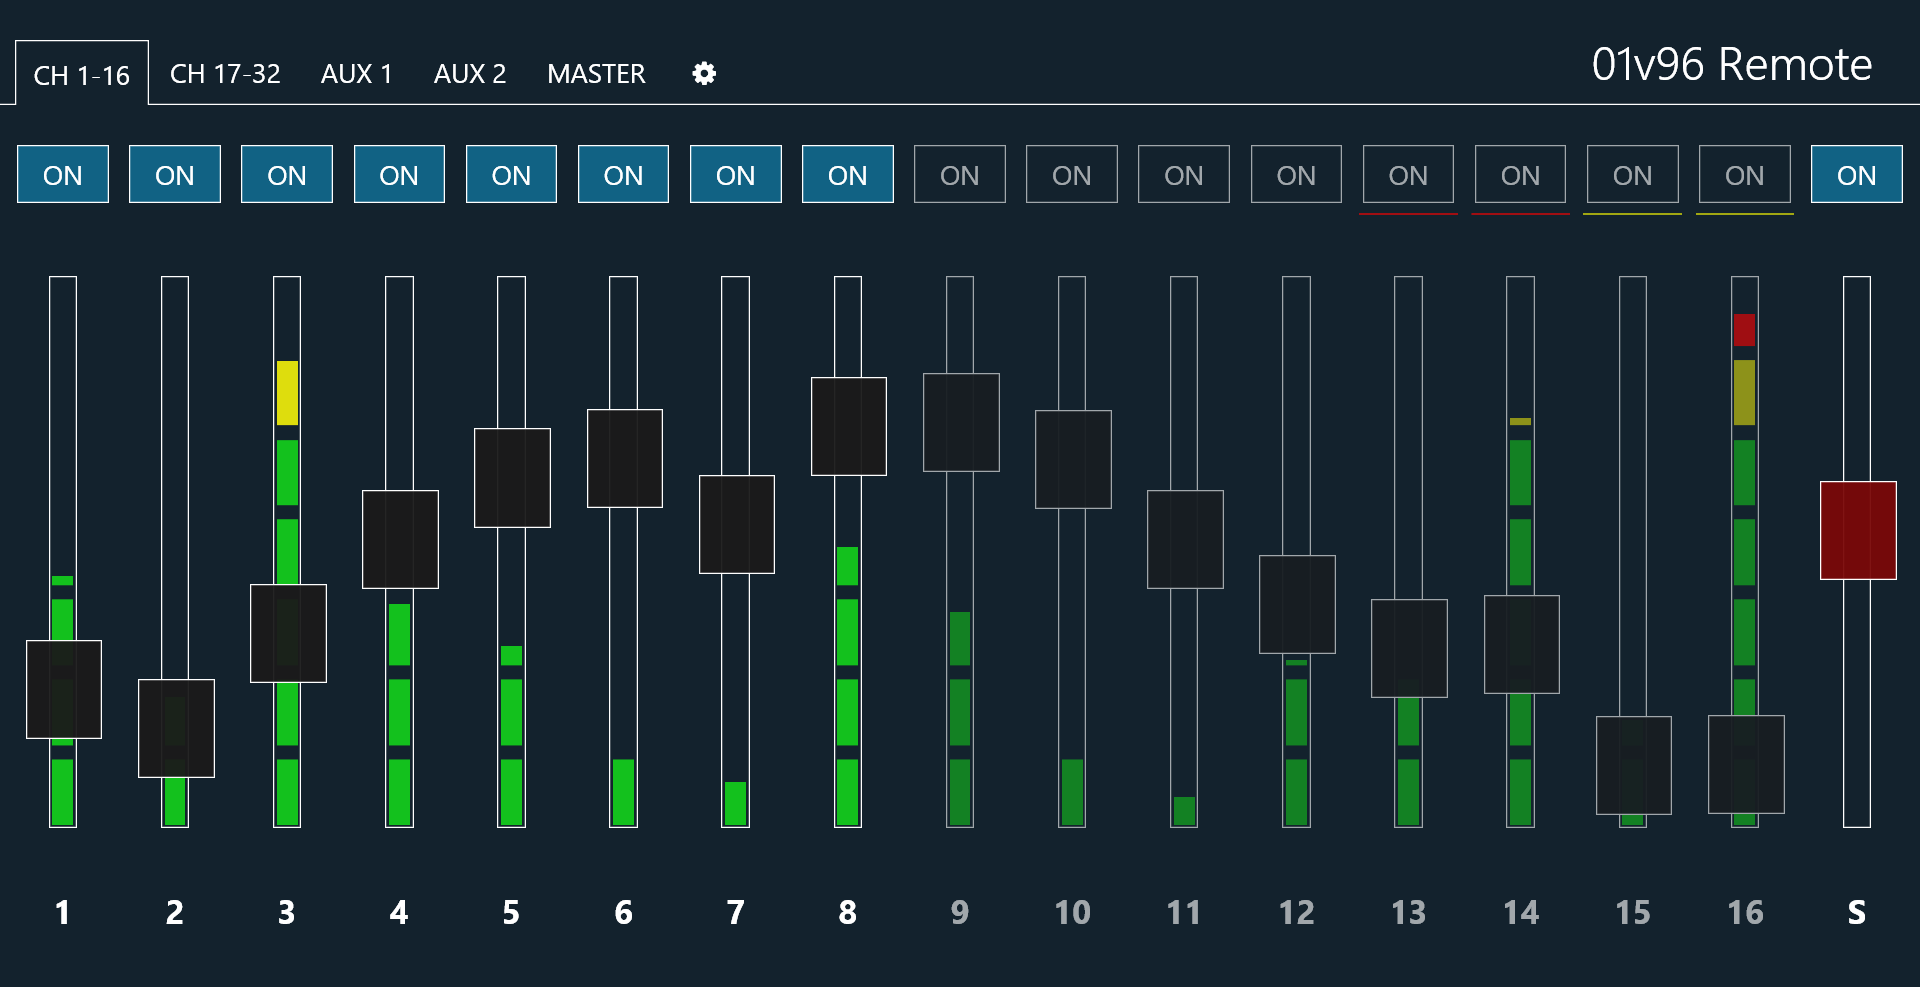 CH 1-16 CH 17-32 AUX 1 AUX 2 MASTER 01v96 Remote
ON ON ON ON ON ON ON ON ON ON ON ON ON ON ON ON ON
1 2 3 4 5 6 7 8 9 10 11 12 13 14 15 16 S